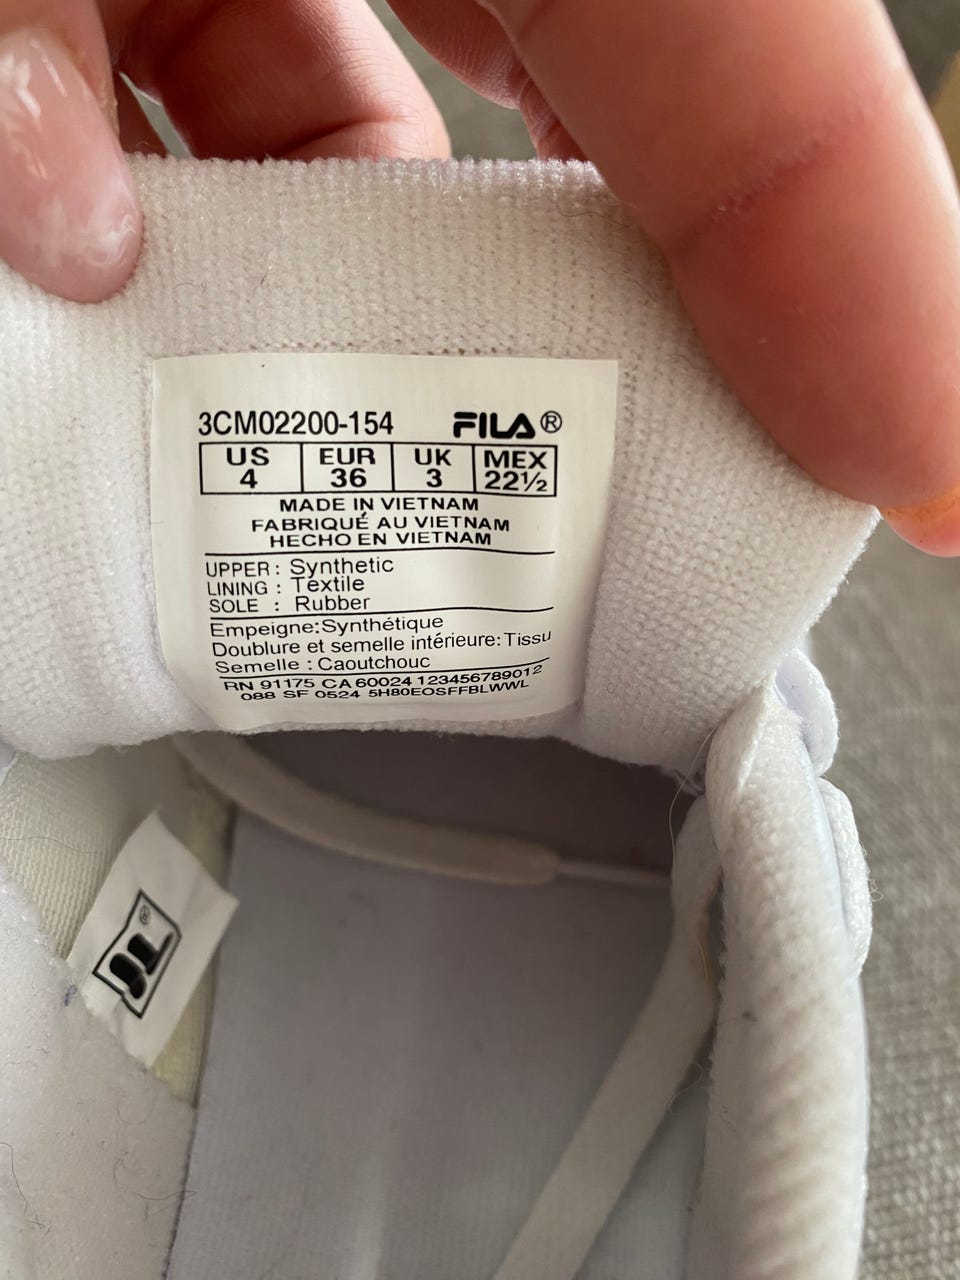 3CM02200-154 FILA®
US EUR UK MEX
4 36 3 22½
MADE IN VIETNAM
FABRIQUÉ AU VIETNAM
HECHO EN VIETNAM
UPPER : Synthetic
LINING : Textile
SOLE : Rubber
Empeigne:Synthétique
Doublure et semelle intérieure:Tissu
Semelle : Caoutchouc
RN 91175 CA 60024 123456789012
088 SF 0524 5H80EOSFFBLWWL
JL®